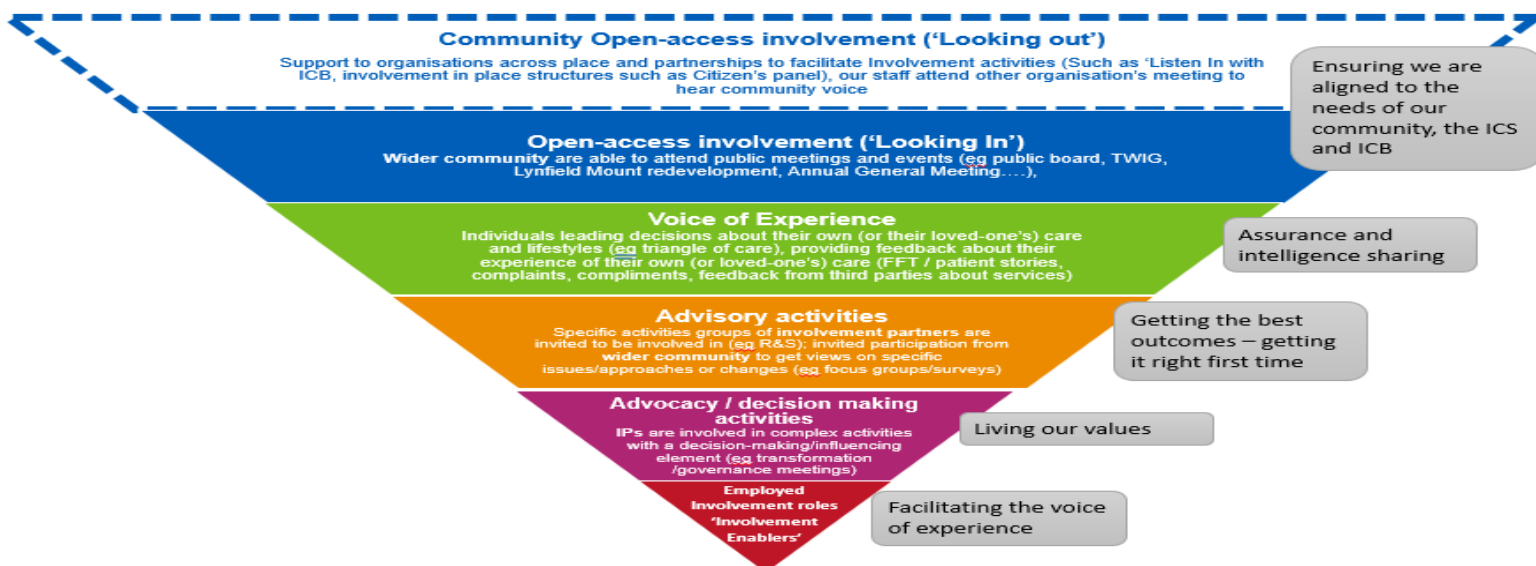 Community Open-access involvement (‘Looking out’)
Support to organisations across place and partnerships to facilitate Involvement activities (Such as ‘Listen In with
ICB, involvement in place structures such as Citizen’s panel), our staff attend other organisation’s meeting to
hear community voice
Ensuring we are
aligned to the
needs of our
community, the ICS
and ICB
Open-access involvement (‘Looking In’)
Wider community are able to attend public meetings and events (eg public board, TWIG,
Lynfield Mount redevelopment, Annual General Meeting….),
Voice of Experience
Individuals leading decisions about their own (or their loved-one’s) care
and lifestyles (eg triangle of care), providing feedback about their
experience of their own (or loved-one’s) care (FFT / patient stories,
complaints, compliments, feedback from third parties about services)
Assurance and
intelligence sharing
Advisory activities
Specific activities groups of involvement partners are
invited to be involved in (eg R&S); invited participation from
wider community to get views on specific
issues/approaches or changes (eg focus groups/surveys)
Getting the best
outcomes – getting
it right first time
Advocacy / decision making
activities
IPs are involved in complex activities
with a decision-making/influencing
element (eg transformation
/governance meetings)
Living our values
Employed
Involvement roles
‘Involvement
Enablers’
Facilitating the voice
of experience